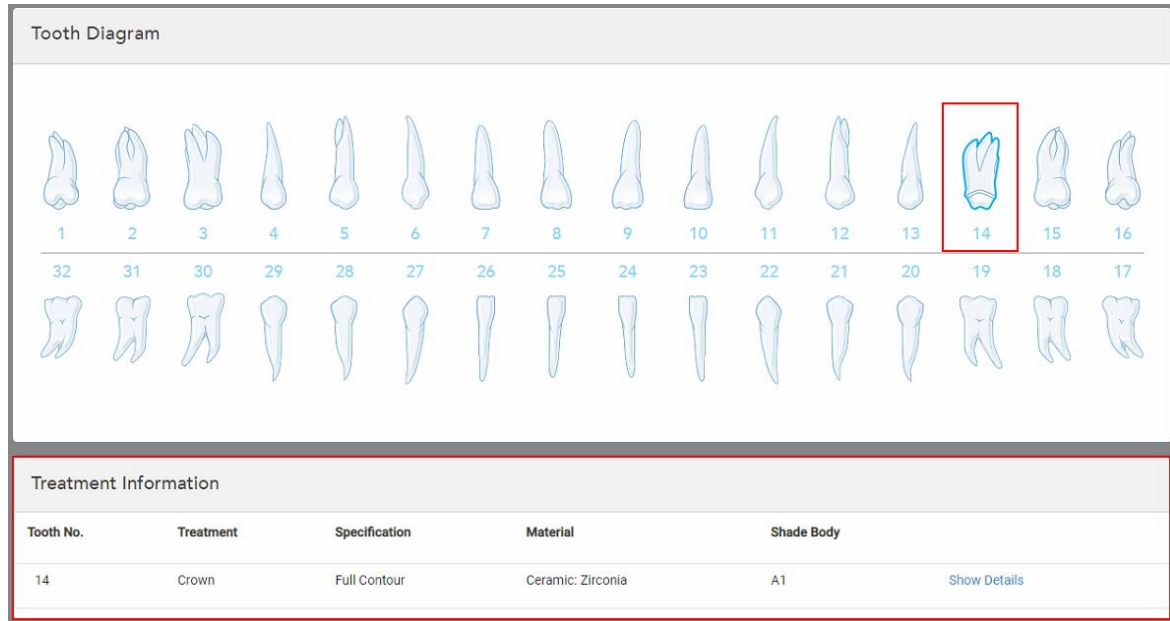 Tooth Diagram
1 2 3 4 5 6 7 8 9 10 11 12 13 14 15 16
32 31 30 29 28 27 26 25 24 23 22 21 20 19 18 17
Treatment Information
Tooth No. Treatment Specification Material Shade Body
14 Crown Full Contour Ceramic: Zirconia A1 Show Details